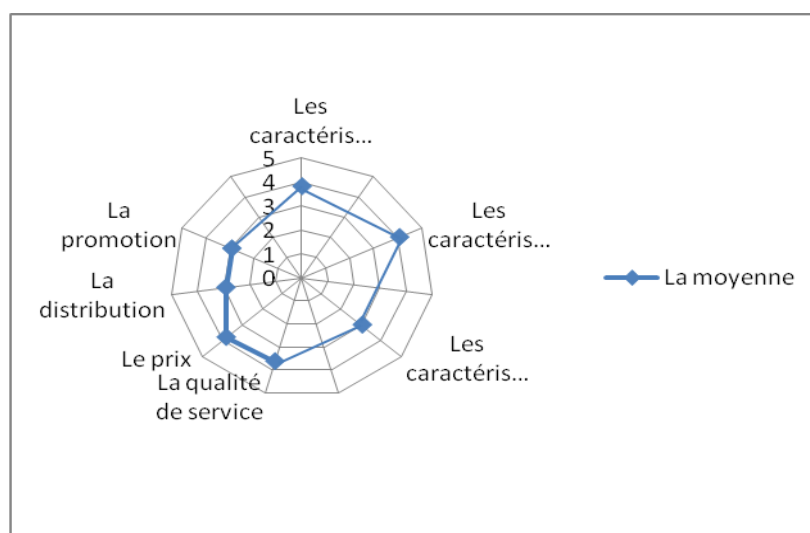 Les
caractéris...
5
4
3
2
1
0
La
promotion
Les
caractéris...
La
distribution
La moyenne
Les
caractéris...
Le prix
La qualité
de service